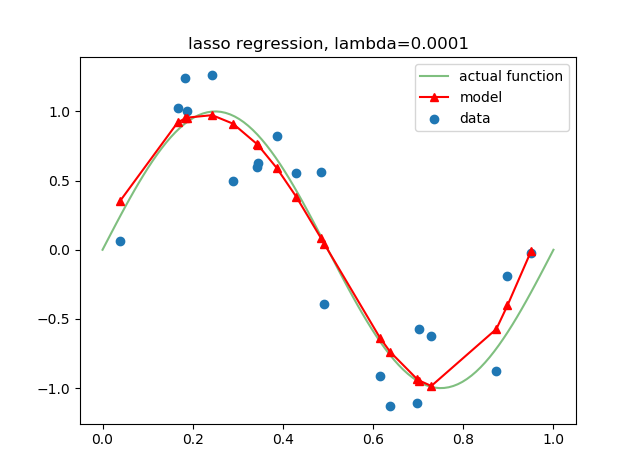 lasso regression, lambda=0.0001
actual function
model
data
1.0
0.5
0.0
−0.5
−1.0
0.0 0.2 0.4 0.6 0.8 1.0